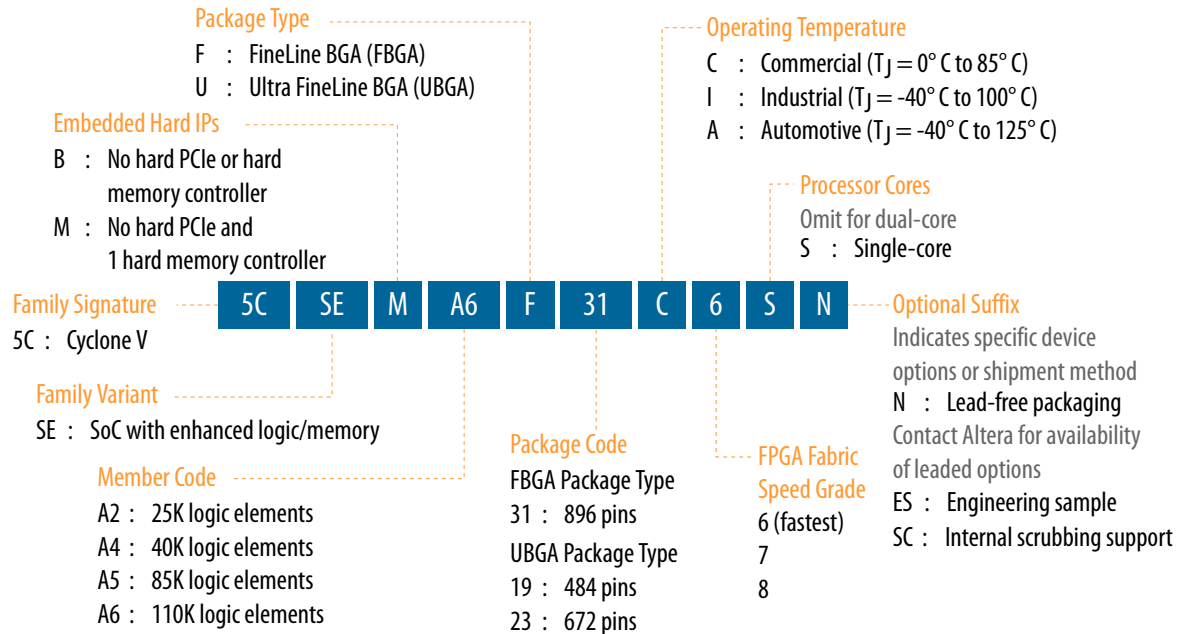 Package Type
F : FineLine BGA (FBGA)
U : Ultra FineLine BGA (UBGA)
Operating Temperature
C : Commercial (TJ = 0° C to 85° C)
I : Industrial (TJ = -40° C to 100° C)
A : Automotive (TJ = -40° C to 125° C)
Embedded Hard IPs
B : No hard PCIe or hard
memory controller
M : No hard PCIe and
1 hard memory controller
Processor Cores
Omit for dual-core
S : Single-core
Family Signature
5C : Cyclone V
5C SE M A6 F 31 C 6 S N
Optional Suffix
Indicates specific device
options or shipment method
N : Lead-free packaging
Contact Altera for availability
of leaded options
ES : Engineering sample
SC : Internal scrubbing support
Family Variant
SE : SoC with enhanced logic/memory
Member Code
A2 : 25K logic elements
A4 : 40K logic elements
A5 : 85K logic elements
A6 : 110K logic elements
Package Code
FBGA Package Type
31 : 896 pins
UBGA Package Type
19 : 484 pins
23 : 672 pins
FPGA Fabric
Speed Grade
6 (fastest)
7
8